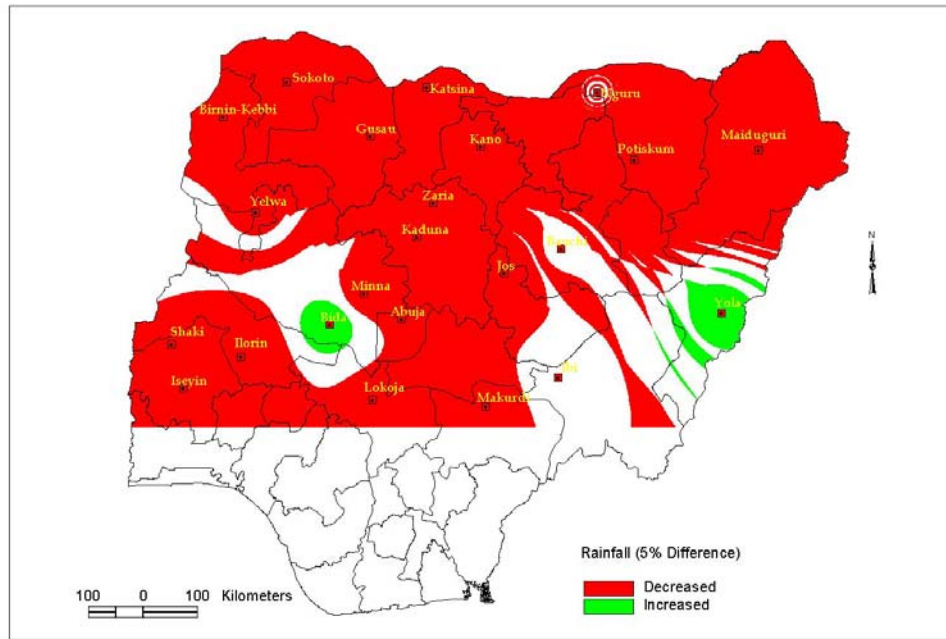 Sokoto
Katsina
Nguru
Birnin-Kebbi
Gusau
Kano
Maiduguri
Potiskum
Zaria
Yelwa
Kaduna
Bauchi
N
Jos
Minna
Yola
Bida
Abuja
Shaki
Ilorin
Ibi
Iseyin
Lokoja
Makurdi
Rainfall (5% Difference)
Decreased
Increased
100 0 100 Kilometers